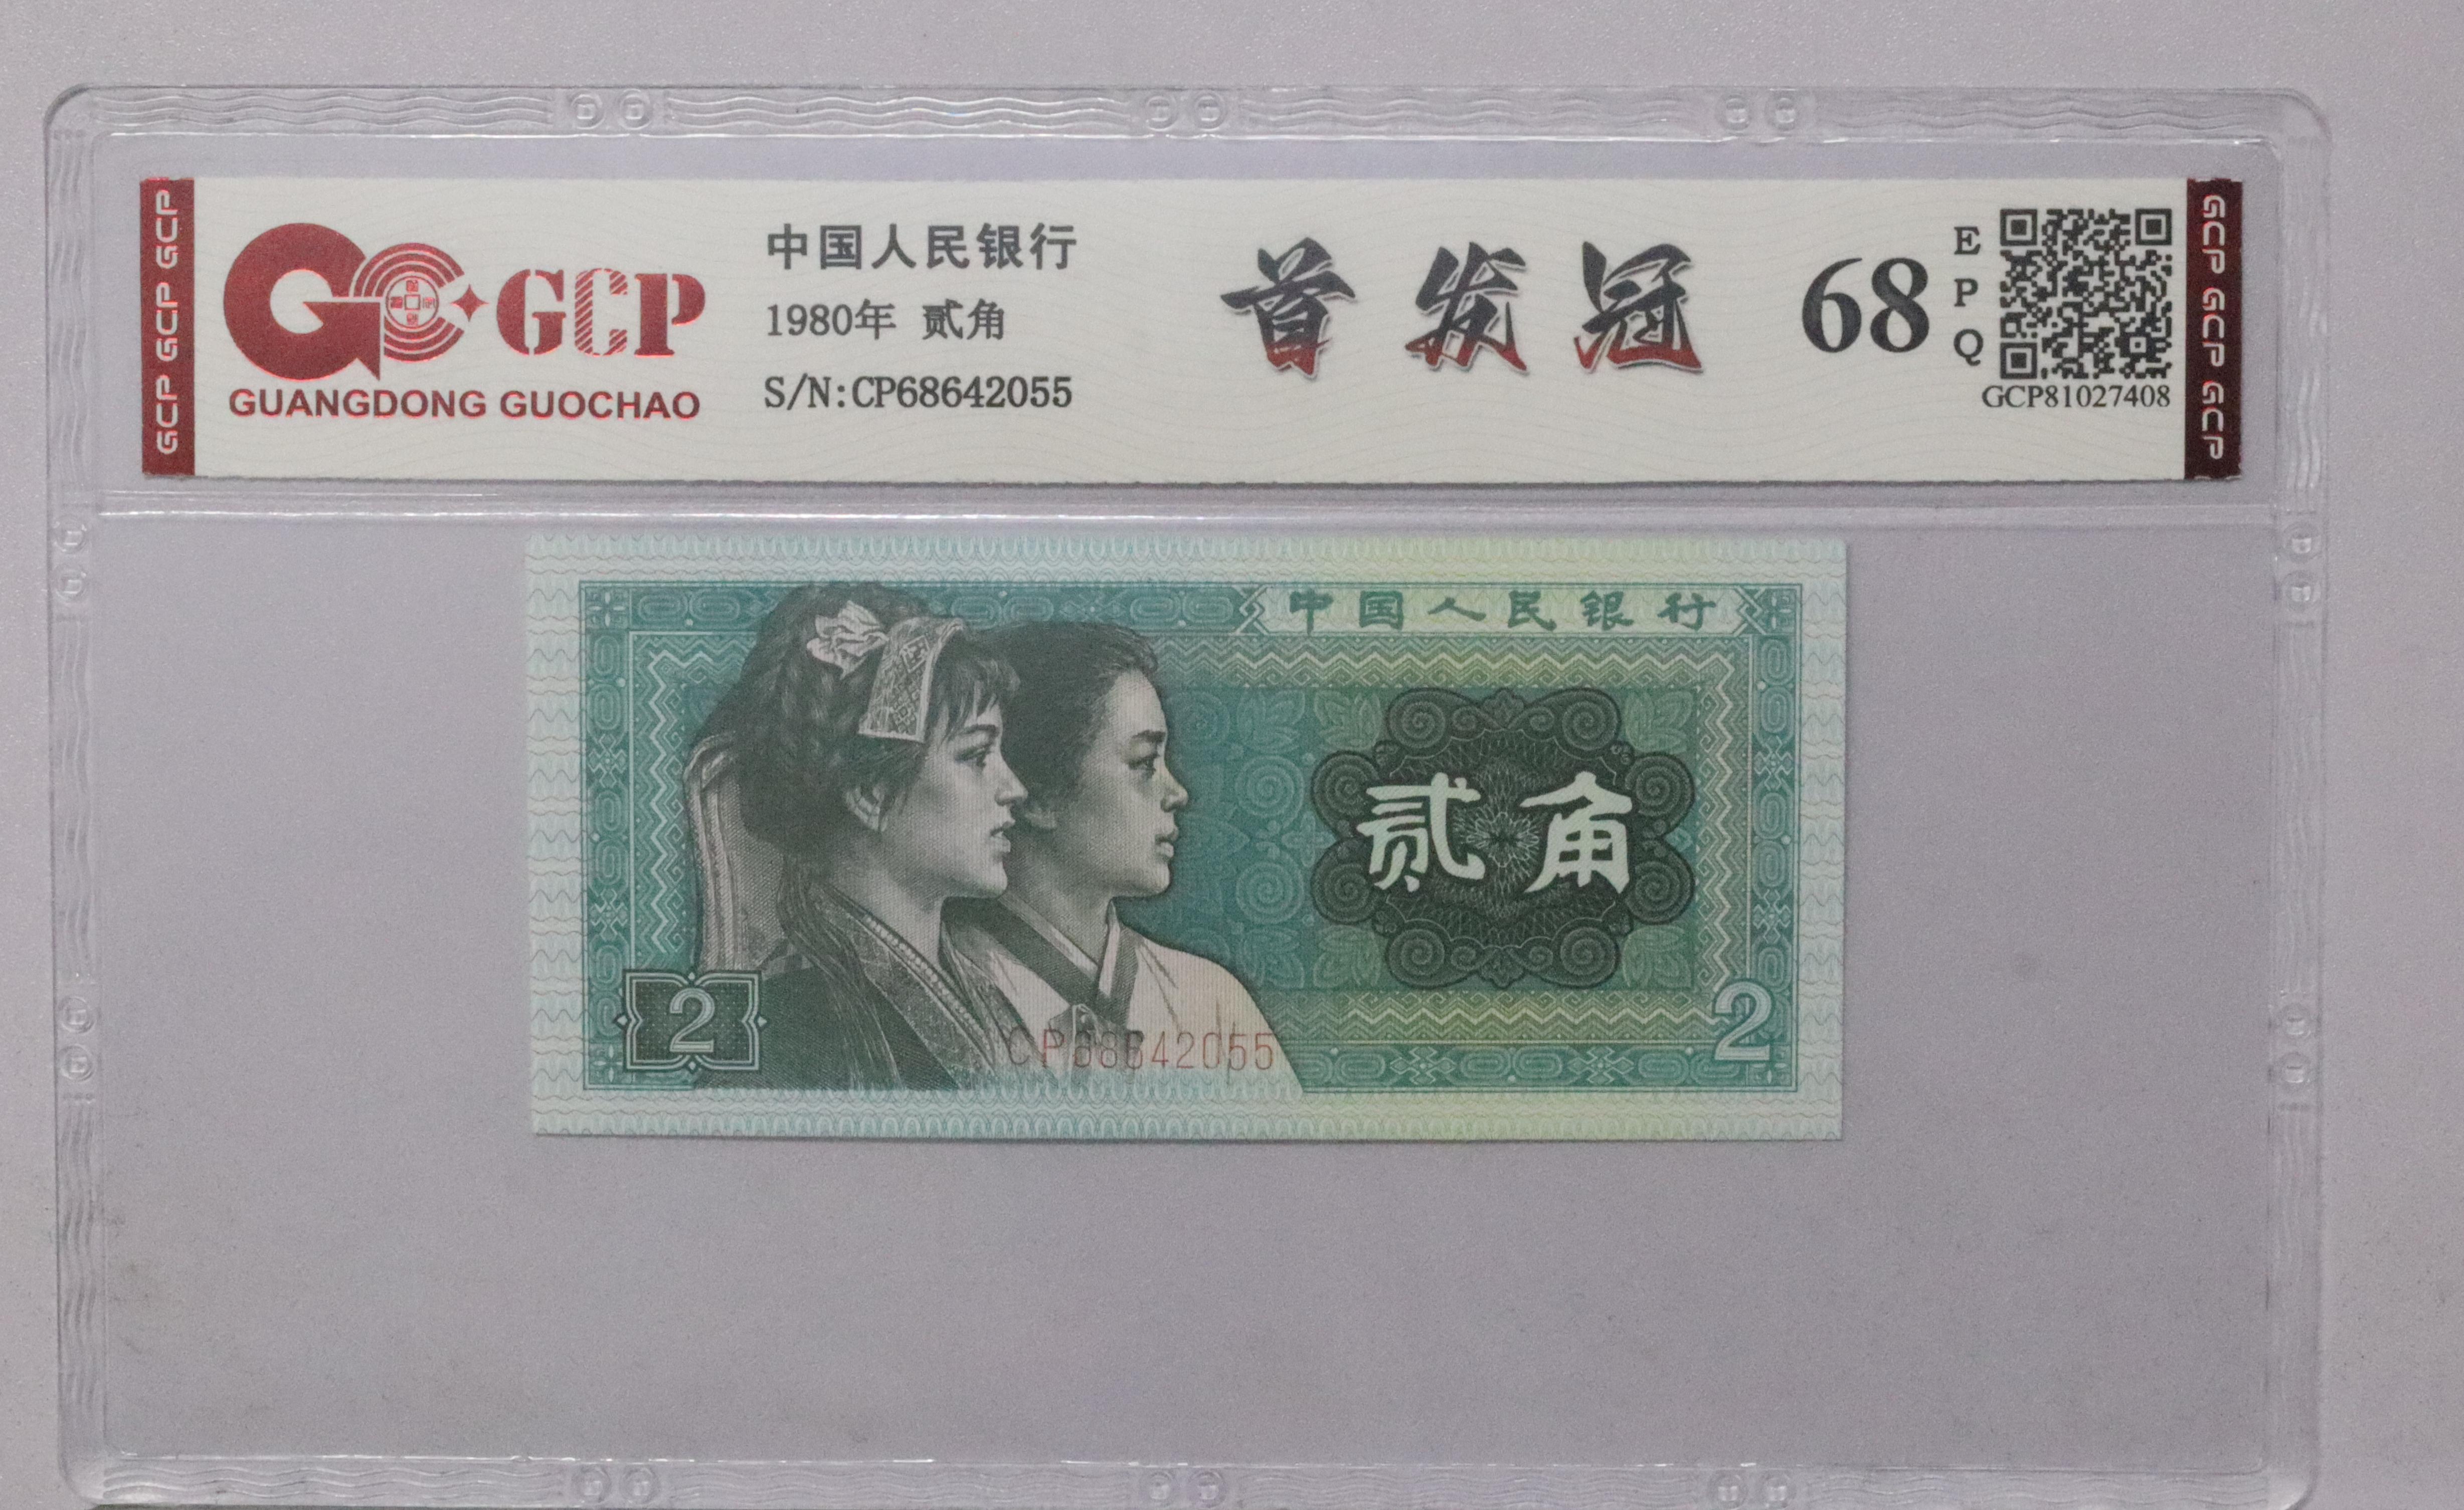 GCP GCP GCP
GCP
GUANGDONG GUOCHAO
中国人民银行
1980年 贰角
S/N:CP68642055
首发冠
68
E
P
Q
GCP81027408
GCP GCP GCP
中国人民银行
贰角
2
CP68642055
2